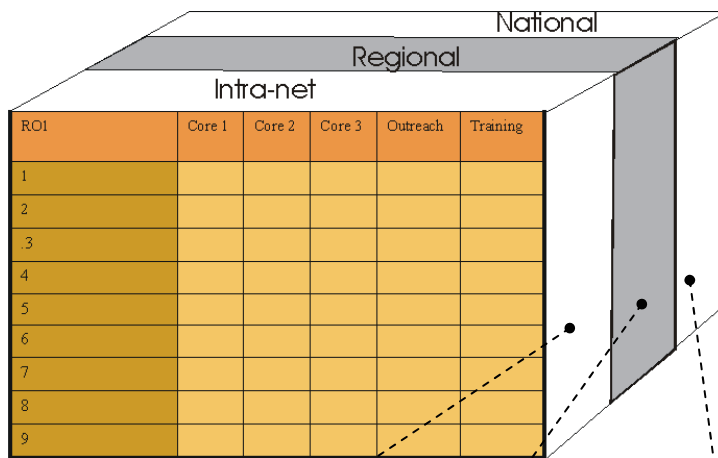 National
Regional
Intra-net
RO1 Core 1 Core 2 Core 3 Outreach Training
1
2
.3
4
5
6
7
8
9